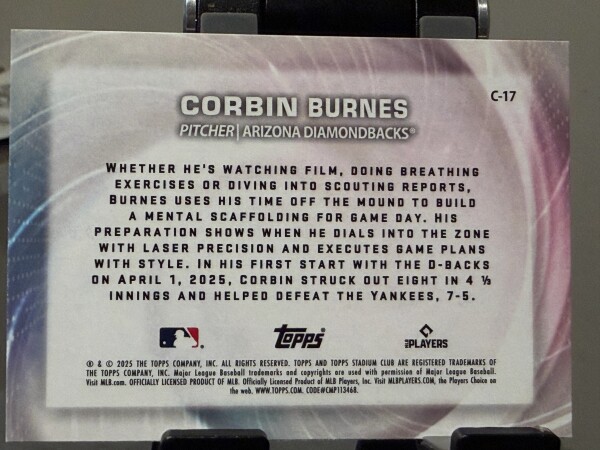 C-17
CORBIN BURNES
PITCHER | ARIZONA DIAMONDBACKS®
WHETHER HE'S WATCHING FILM, DOING BREATHING
EXERCISES OR DIVING INTO SCOUTING REPORTS,
BURNES USES HIS TIME OFF THE MOUND TO BUILD
A MENTAL SCAFFOLDING FOR GAME DAY. HIS
PREPARATION SHOWS WHEN HE DIALS INTO THE ZONE
WITH LASER PRECISION AND EXECUTES GAME PLANS
WITH STYLE. IN HIS FIRST START WITH THE D-BACKS
ON APRIL 1, 2025, CORBIN STRUCK OUT EIGHT IN 4 1/3
INNINGS AND HELPED DEFEAT THE YANKEES, 7-5.
Topps MLB PLAYERS
® & © 2025 THE TOPPS COMPANY, INC. ALL RIGHTS RESERVED. TOPPS AND TOPPS STADIUM CLUB ARE REGISTERED TRADEMARKS OF
THE TOPPS COMPANY, INC. Major League Baseball trademarks and copyrights are used with permission of Major League Baseball.
Visit MLB.com. OFFICIALLY LICENSED PRODUCT OF MLB. Officially Licensed Product of MLB Players, Inc. Visit MLBPLAYERS.COM, the Players Choice on
the web. WWW.TOPPS.COM. CODE#CMP113468.